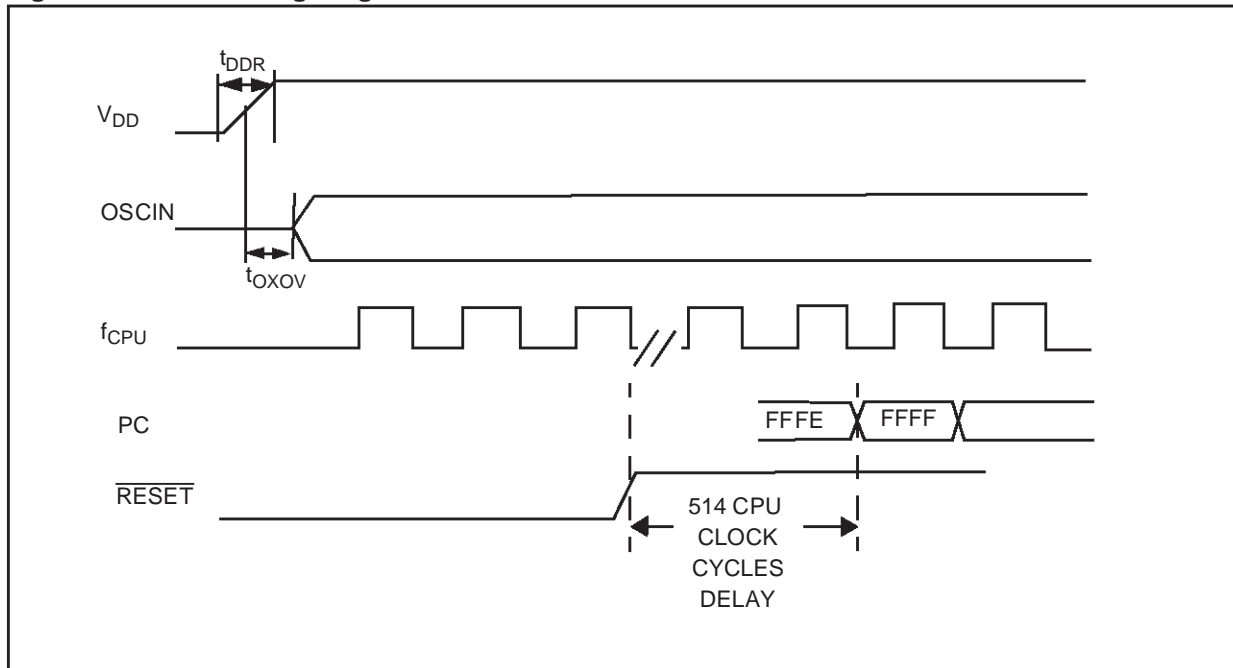 tDDR
VDD
OSCIN
tOXOV
fCPU
PC
FFFE
FFFF
RESET
514 CPU
CLOCK
CYCLES
DELAY